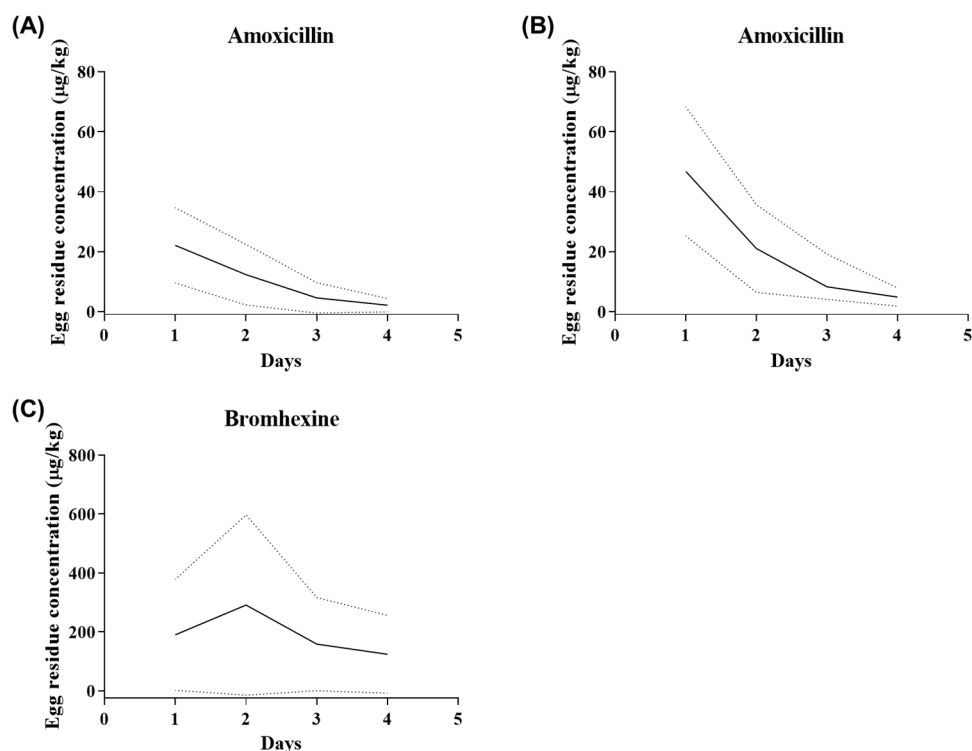 (A)
Amoxicillin
Egg residue concentration (µg/kg)
80
60
40
20
0
0 1 2 3 4 5
Days
(B)
Amoxicillin
Egg residue concentration (µg/kg)
80
60
40
20
0
0 1 2 3 4 5
Days
(C)
Bromhexine
Egg residue concentration (µg/kg)
800
600
400
200
0
0 1 2 3 4 5
Days